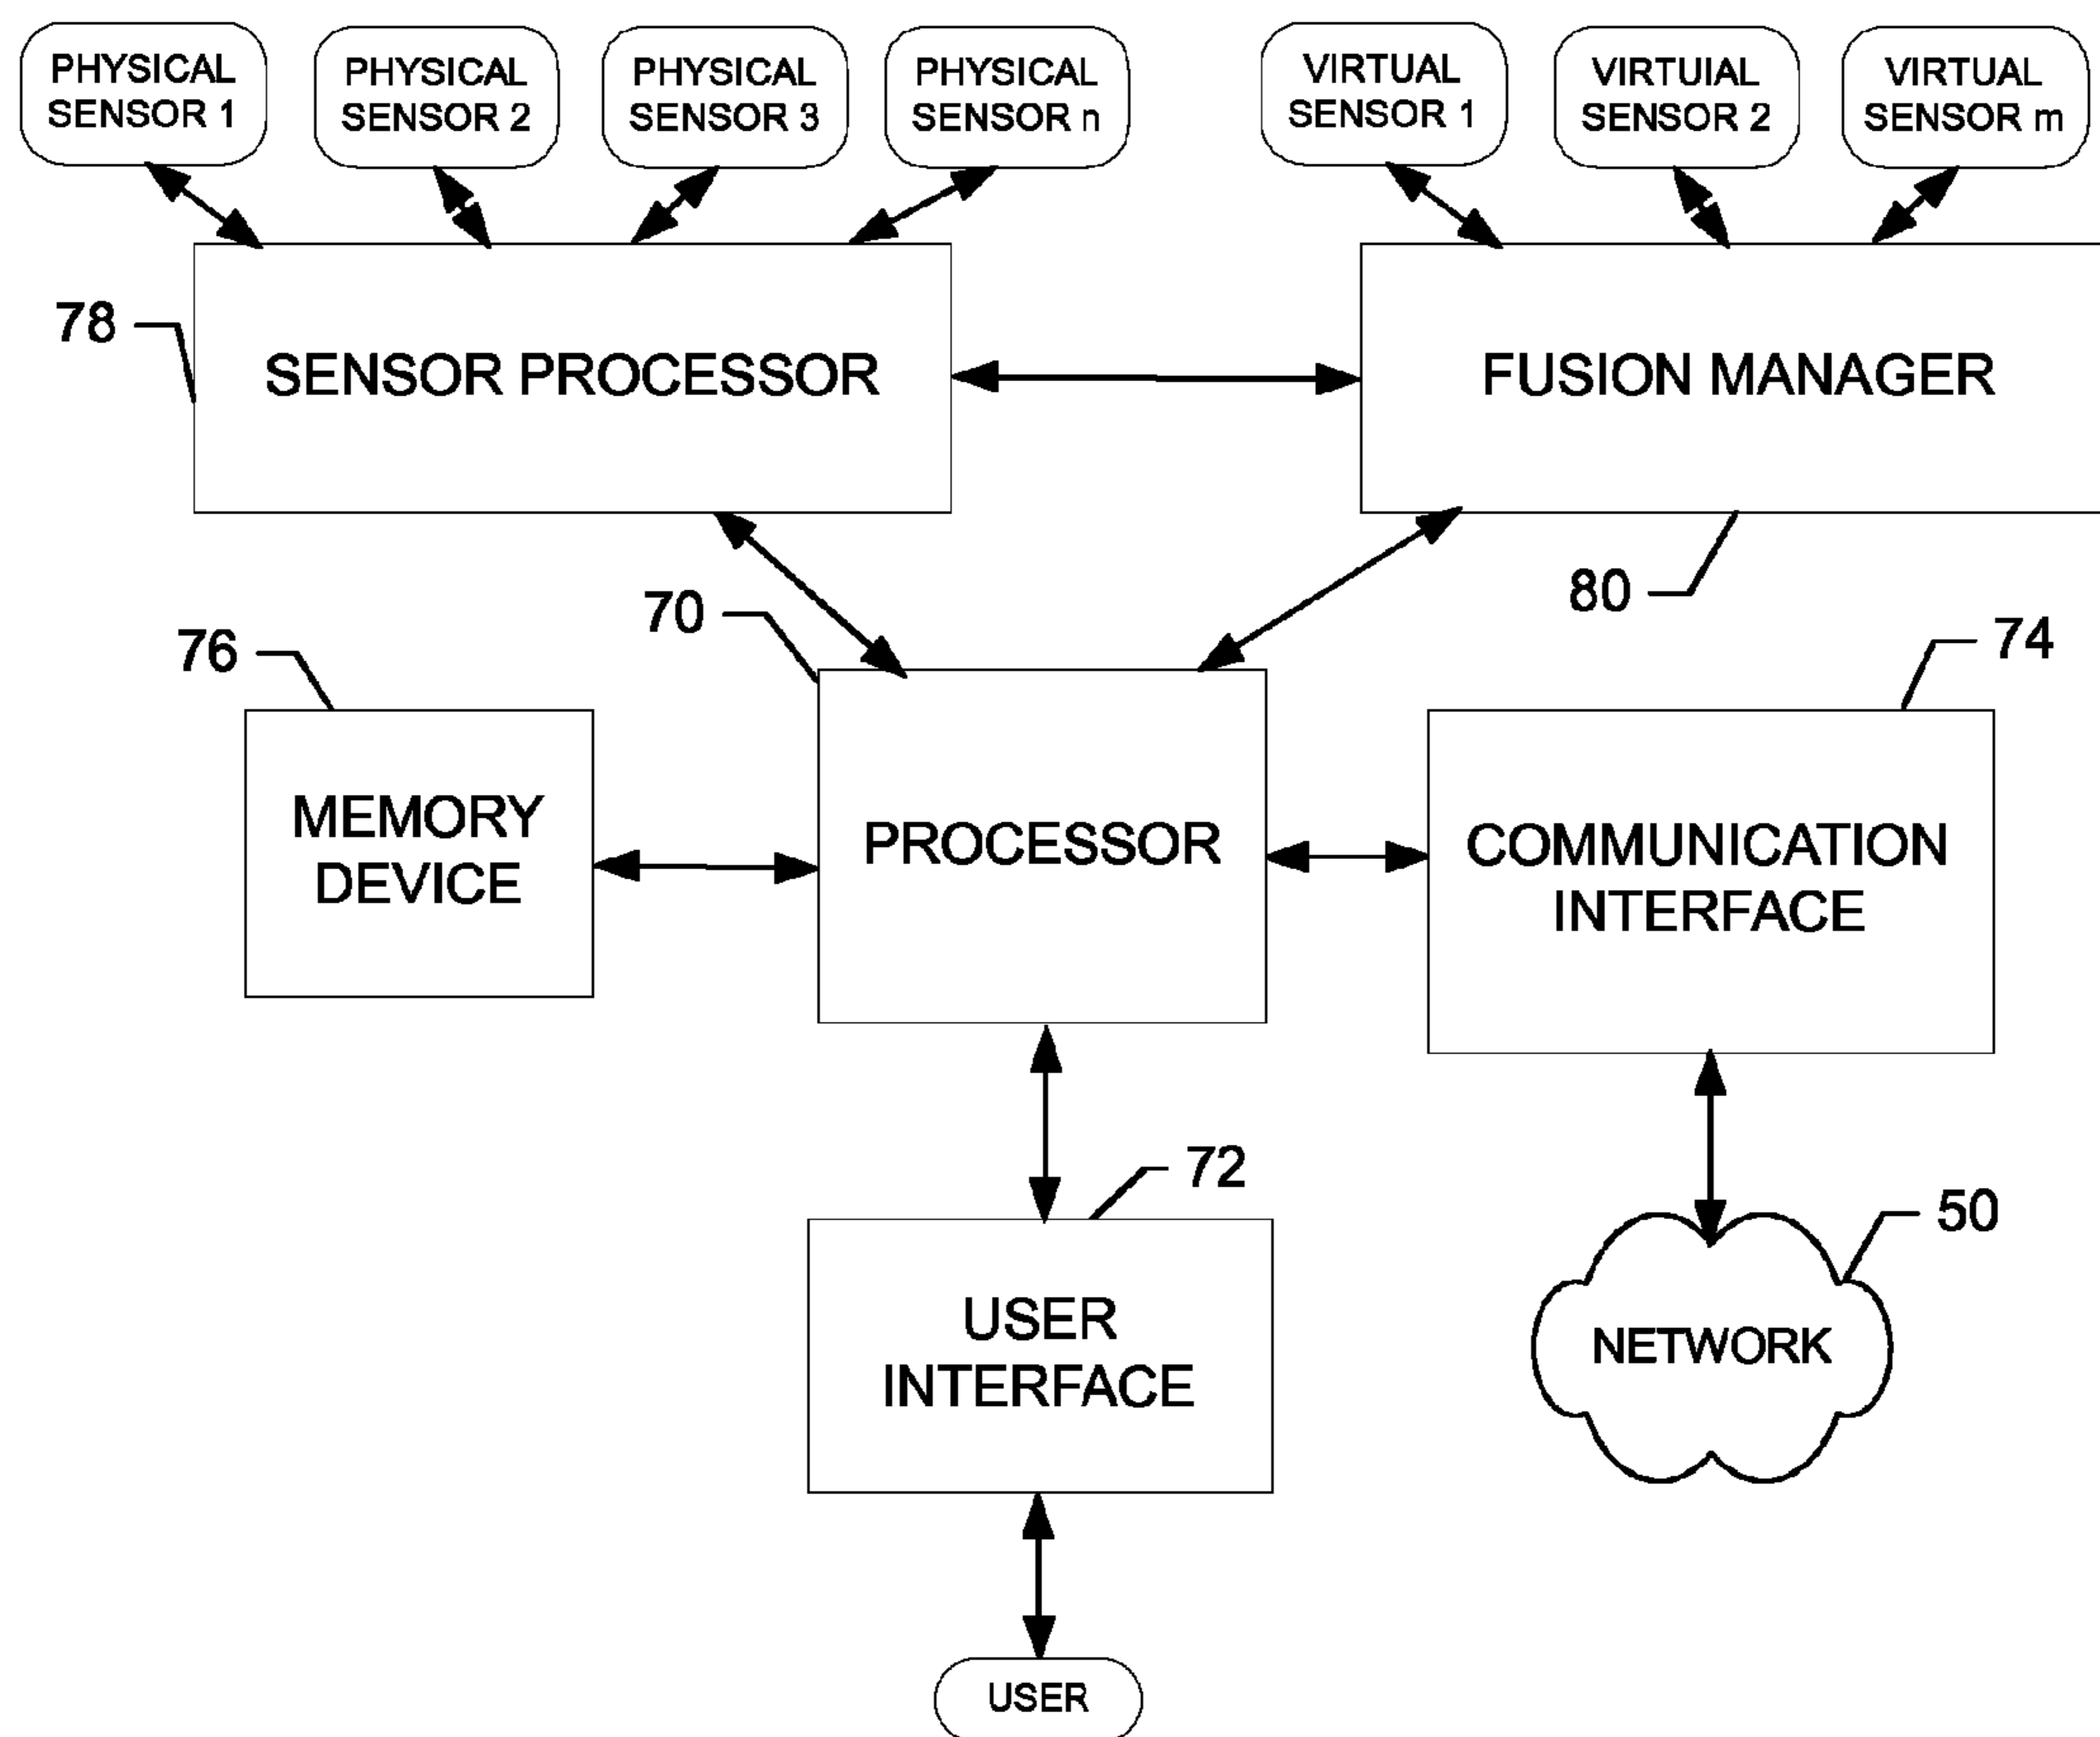 PHYSICAL
SENSOR 1
PHYSICAL
SENSOR 2
PHYSICAL
SENSOR 3
PHYSICAL
SENSOR n
VIRTUAL
SENSOR 1
VIRTUIAL
SENSOR 2
VIRTUAL
SENSOR m
78
SENSOR PROCESSOR
FUSION MANAGER
80
70
76
74
MEMORY
DEVICE
PROCESSOR
COMMUNICATION
INTERFACE
72
50
USER
INTERFACE
NETWORK
USER